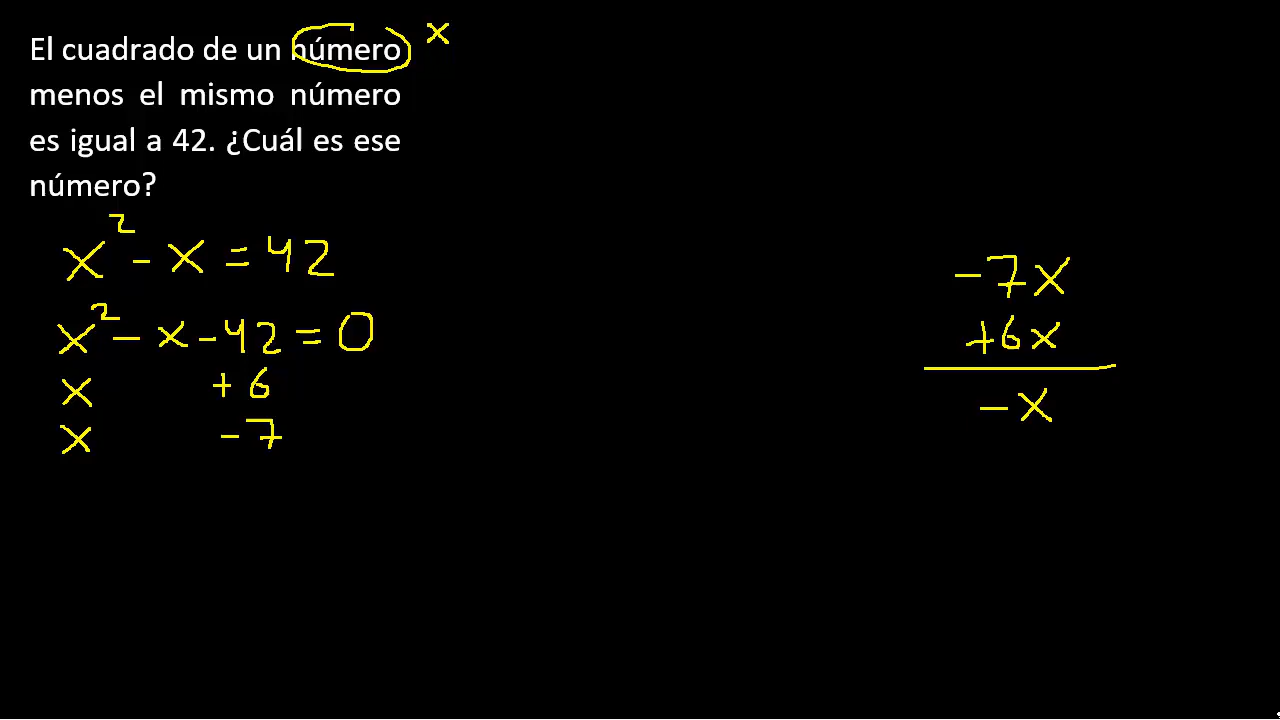 El cuadrado de un número x
menos el mismo número
es igual a 42. ¿Cuál es ese
número?
x² - x = 42
x² - x - 42 = 0
x + 6
x - 7
-7x
+6x
-x